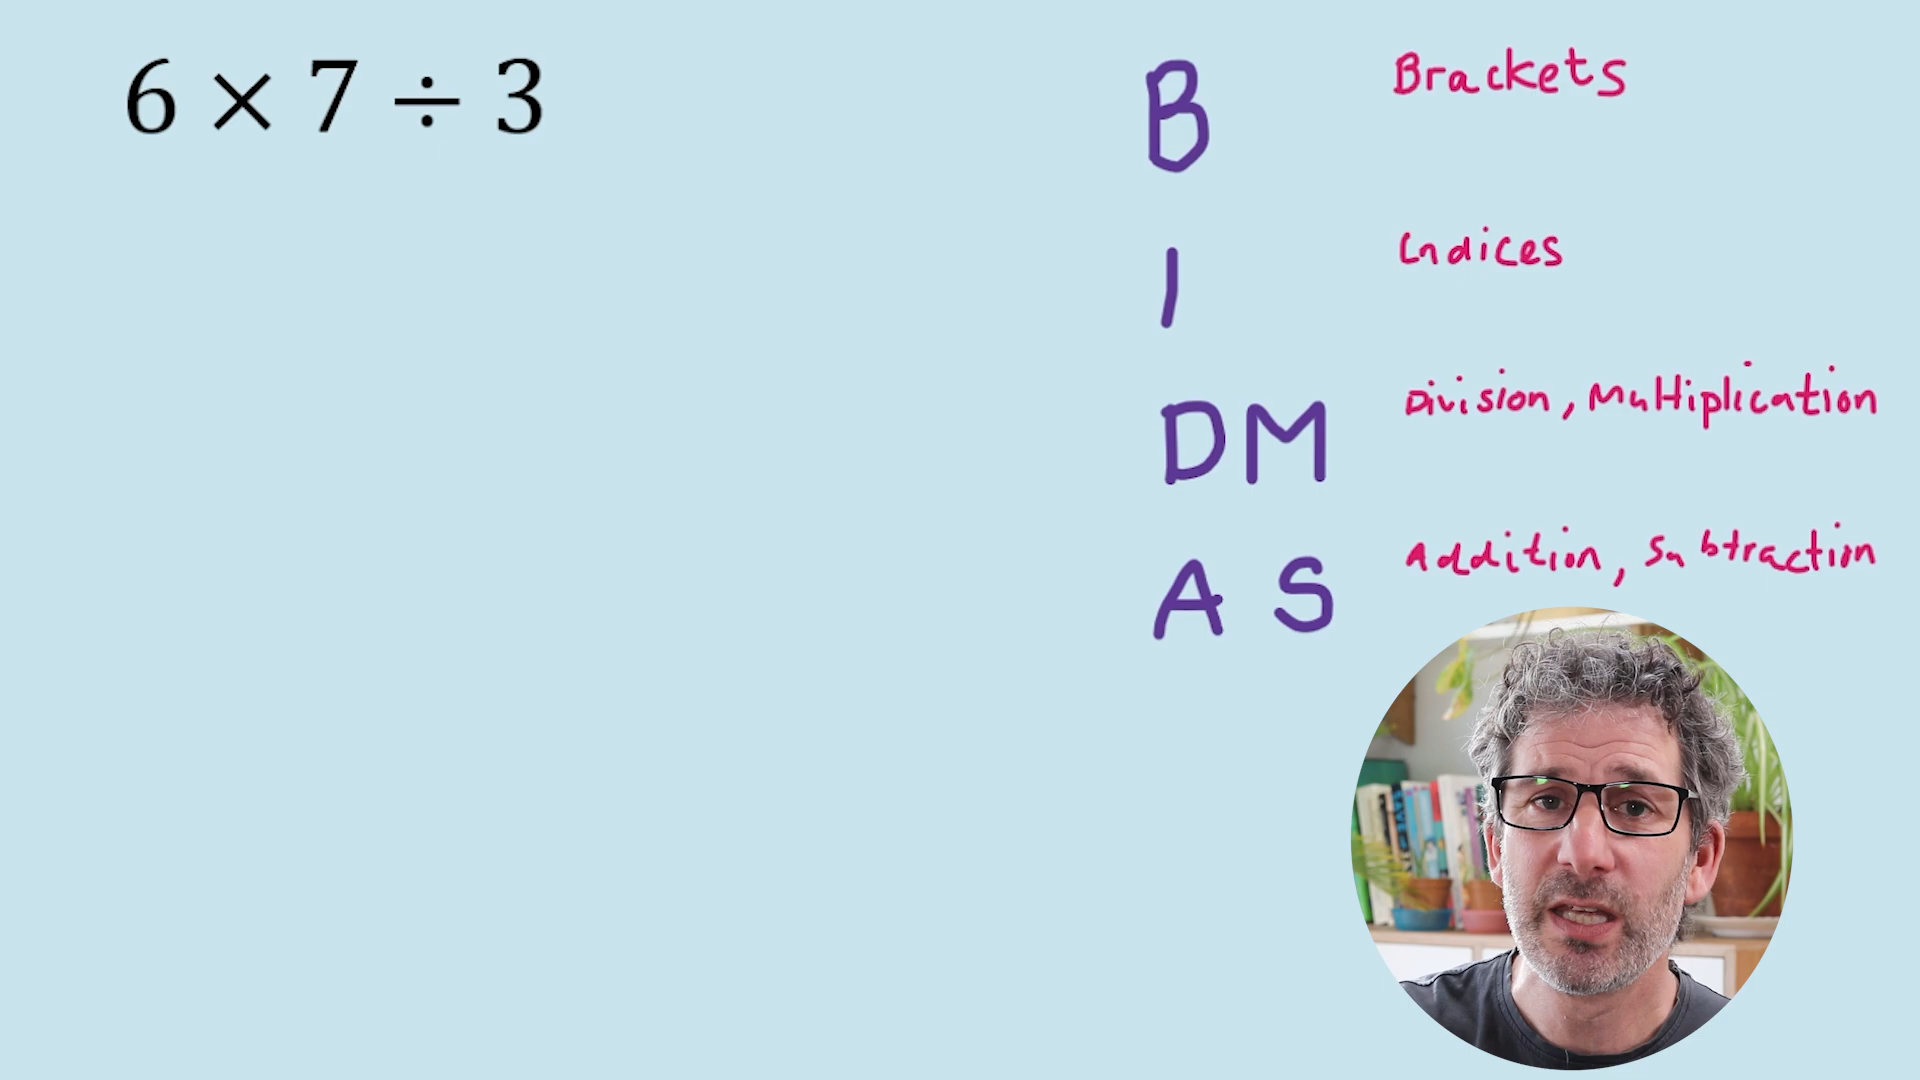 6 × 7 ÷ 3
B Brackets
I Indices
DM Division, Multiplication
A S Addition, Subtraction